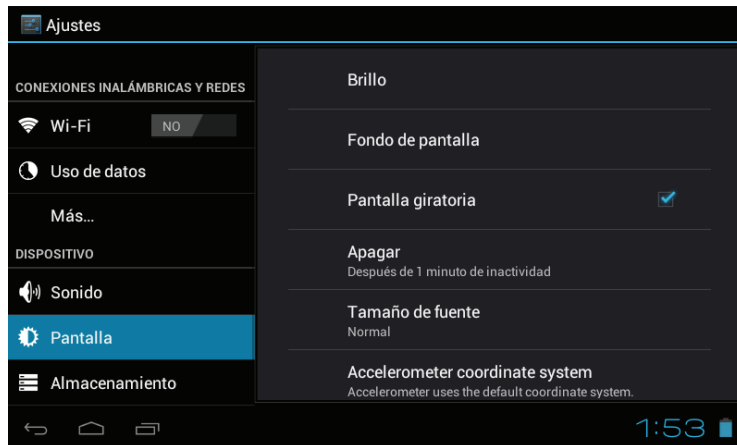 Ajustes
CONEXIONES INALÁMBRICAS Y REDES
Wi-Fi
NO
Uso de datos
Más...
DISPOSITIVO
Sonido
Pantalla
Almacenamiento
Brillo
Fondo de pantalla
Pantalla giratoria
Apagar
Después de 1 minuto de inactividad
Tamaño de fuente
Normal
Accelerometer coordinate system
Accelerometer uses the default coordinate system.
1:53